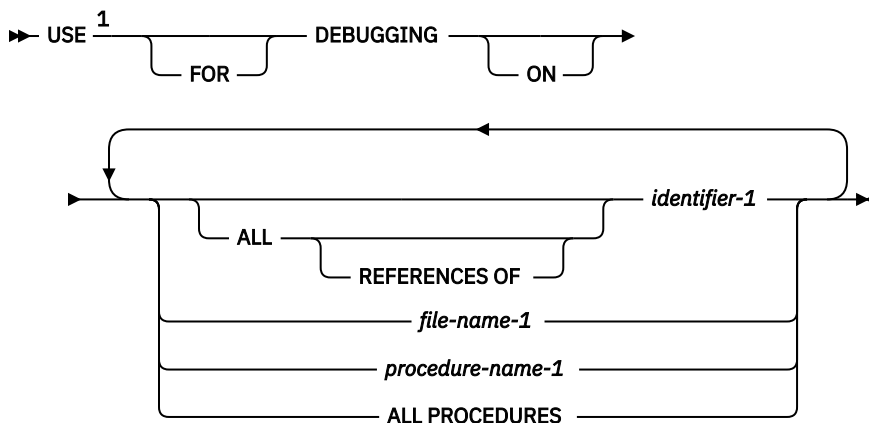 USE 1 DEBUGGING
FOR ON
identifier-1
ALL
REFERENCES OF
file-name-1
procedure-name-1
ALL PROCEDURES